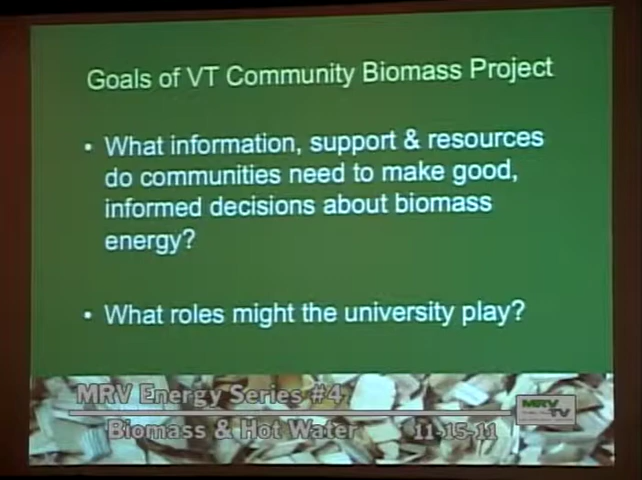 Goals of VT Community Biomass Project
• What information, support & resources
do communities need to make good,
informed decisions about biomass
energy?
• What roles might the university play?
MRV Energy Series #4
Biomass & Hot Water 11-15-11
MRV
TV